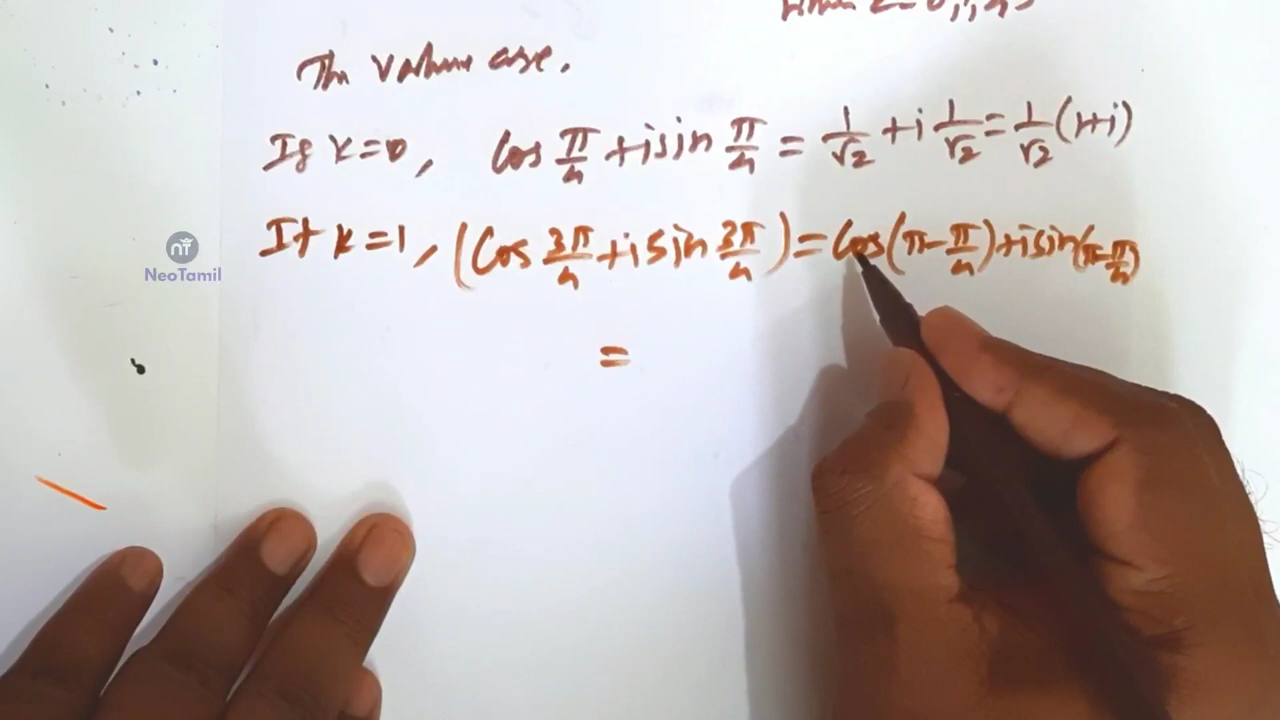 The values are.
If k=0, cos π/4 + i sin π/4 = 1/√2 + i 1/√2 = 1/√2 (1+i)
If k=1, (cos 3π/4 + i sin 3π/4) = cos(π-π/4) + i sin(π-π/4)
NeoTamil
=